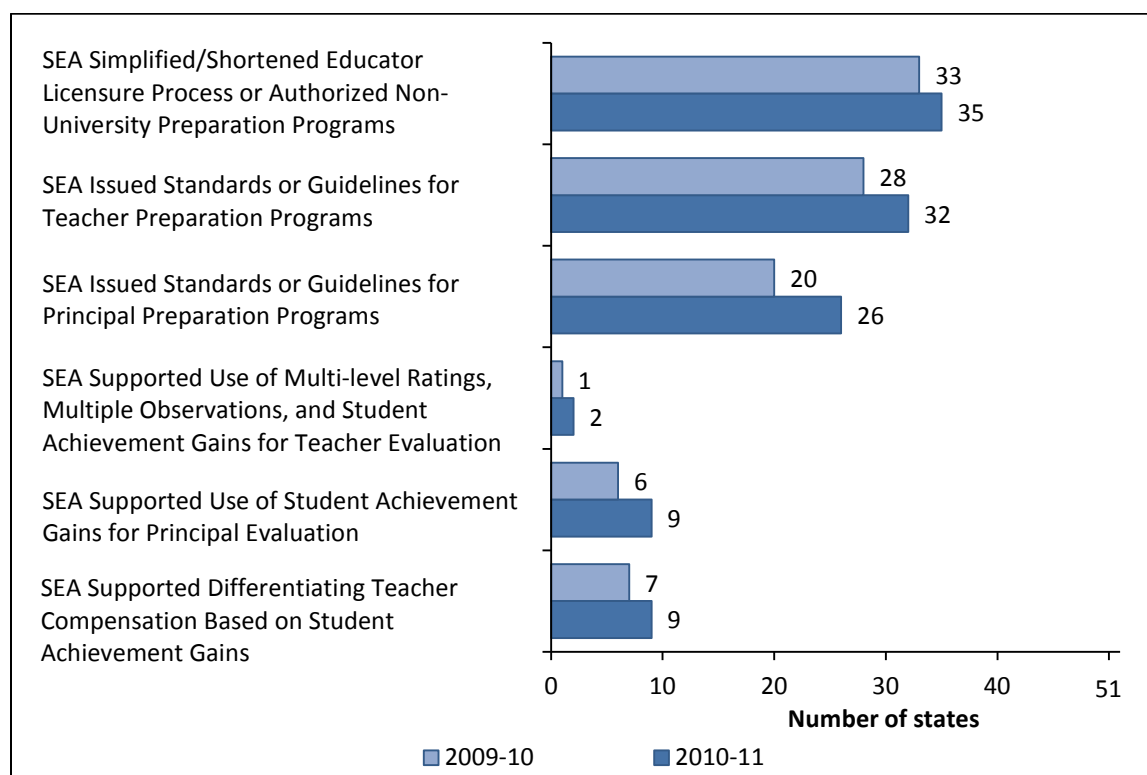 SEA Simplified/Shortened Educator
Licensure Process or Authorized Non-
University Preparation Programs
33
35
SEA Issued Standards or Guidelines for
Teacher Preparation Programs
28
32
SEA Issued Standards or Guidelines for
Principal Preparation Programs
20
26
SEA Supported Use of Multi-level Ratings,
Multiple Observations, and Student
Achievement Gains for Teacher Evaluation
1
2
SEA Supported Use of Student Achievement
Gains for Principal Evaluation
6
9
SEA Supported Differentiating Teacher
Compensation Based on Student
Achievement Gains
7
9
0 10 20 30 40 51
Number of states
2009-10 2010-11